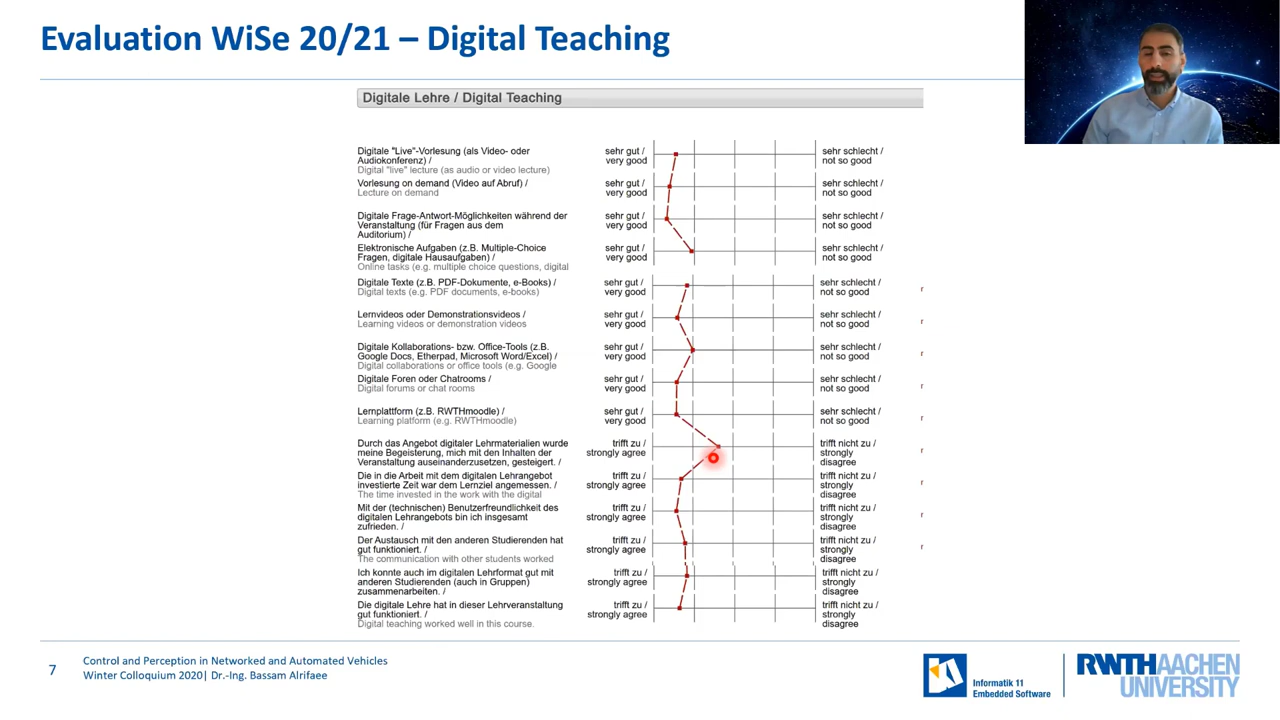 Evaluation WiSe 20/21 – Digital Teaching
Digitale Lehre / Digital Teaching
Digitale "Live"-Vorlesung (als Video- oder
Audiokonferenz) /
Digital "live" lecture (as audio or video lecture)
sehr gut /
very good
sehr schlecht /
not so good
Vorlesung on demand (Video auf Abruf) /
Lecture on demand
sehr gut /
very good
sehr schlecht /
not so good
Digitale Frage-Antwort-Möglichkeiten während der
Veranstaltung (für Fragen aus dem
Auditorium) /
sehr gut /
very good
sehr schlecht /
not so good
Elektronische Aufgaben (z.B. Multiple-Choice
Fragen, digitale Hausaufgaben) /
Online tasks (e.g. multiple choice questions, digital
sehr gut /
very good
sehr schlecht /
not so good
Digitale Texte (z.B. PDF-Dokumente, e-Books) /
Digital texts (e.g. PDF documents, e-books)
sehr gut /
very good
sehr schlecht /
not so good
Lernvideos oder Demonstrationsvideos /
Learning videos or demonstration videos
sehr gut /
very good
sehr schlecht /
not so good
Digitale Kollaborations- bzw. Office-Tools (z.B.
Google Docs, Etherpad, Microsoft Word/Excel) /
Digital collaborations or office tools (e.g. Google
sehr gut /
very good
sehr schlecht /
not so good
Digitale Foren oder Chatrooms /
Digital forums or chat rooms
sehr gut /
very good
sehr schlecht /
not so good
Lernplattform (z.B. RWTHmoodle) /
Learning platform (e.g. RWTHmoodle)
sehr gut /
very good
sehr schlecht /
not so good
Durch das Angebot digitaler Lehrmaterialien wurde
meine Begeisterung, mich mit den Inhalten der
Veranstaltung auseinanderzusetzen, gesteigert. /
trifft zu /
strongly agree
trifft nicht zu /
strongly
disagree
Die in die Arbeit mit dem digitalen Lehrangebot
investierte Zeit war dem Lernziel angemessen. /
The time invested in the work with the digital
trifft zu /
strongly agree
trifft nicht zu /
strongly
disagree
Mit der (technischen) Benutzerfreundlichkeit des
digitalen Lehrangebots bin ich insgesamt
zufrieden. /
trifft zu /
strongly agree
trifft nicht zu /
strongly
disagree
Der Austausch mit den anderen Studierenden hat
gut funktioniert. /
The communication with other students worked
trifft zu /
strongly agree
trifft nicht zu /
strongly
disagree
Ich konnte auch im digitalen Lehrformat gut mit
anderen Studierenden (auch in Gruppen)
zusammenarbeiten. /
trifft zu /
strongly agree
trifft nicht zu /
strongly
disagree
Die digitale Lehre hat in dieser Lehrveranstaltung
gut funktioniert. /
Digital teaching worked well in this course.
trifft zu /
strongly agree
trifft nicht zu /
strongly
disagree
7
Control and Perception in Networked and Automated Vehicles
Winter Colloquium 2020| Dr.-Ing. Bassam Alrifaee
Informatik 11
Embedded Software
RWTHAACHEN
UNIVERSITY